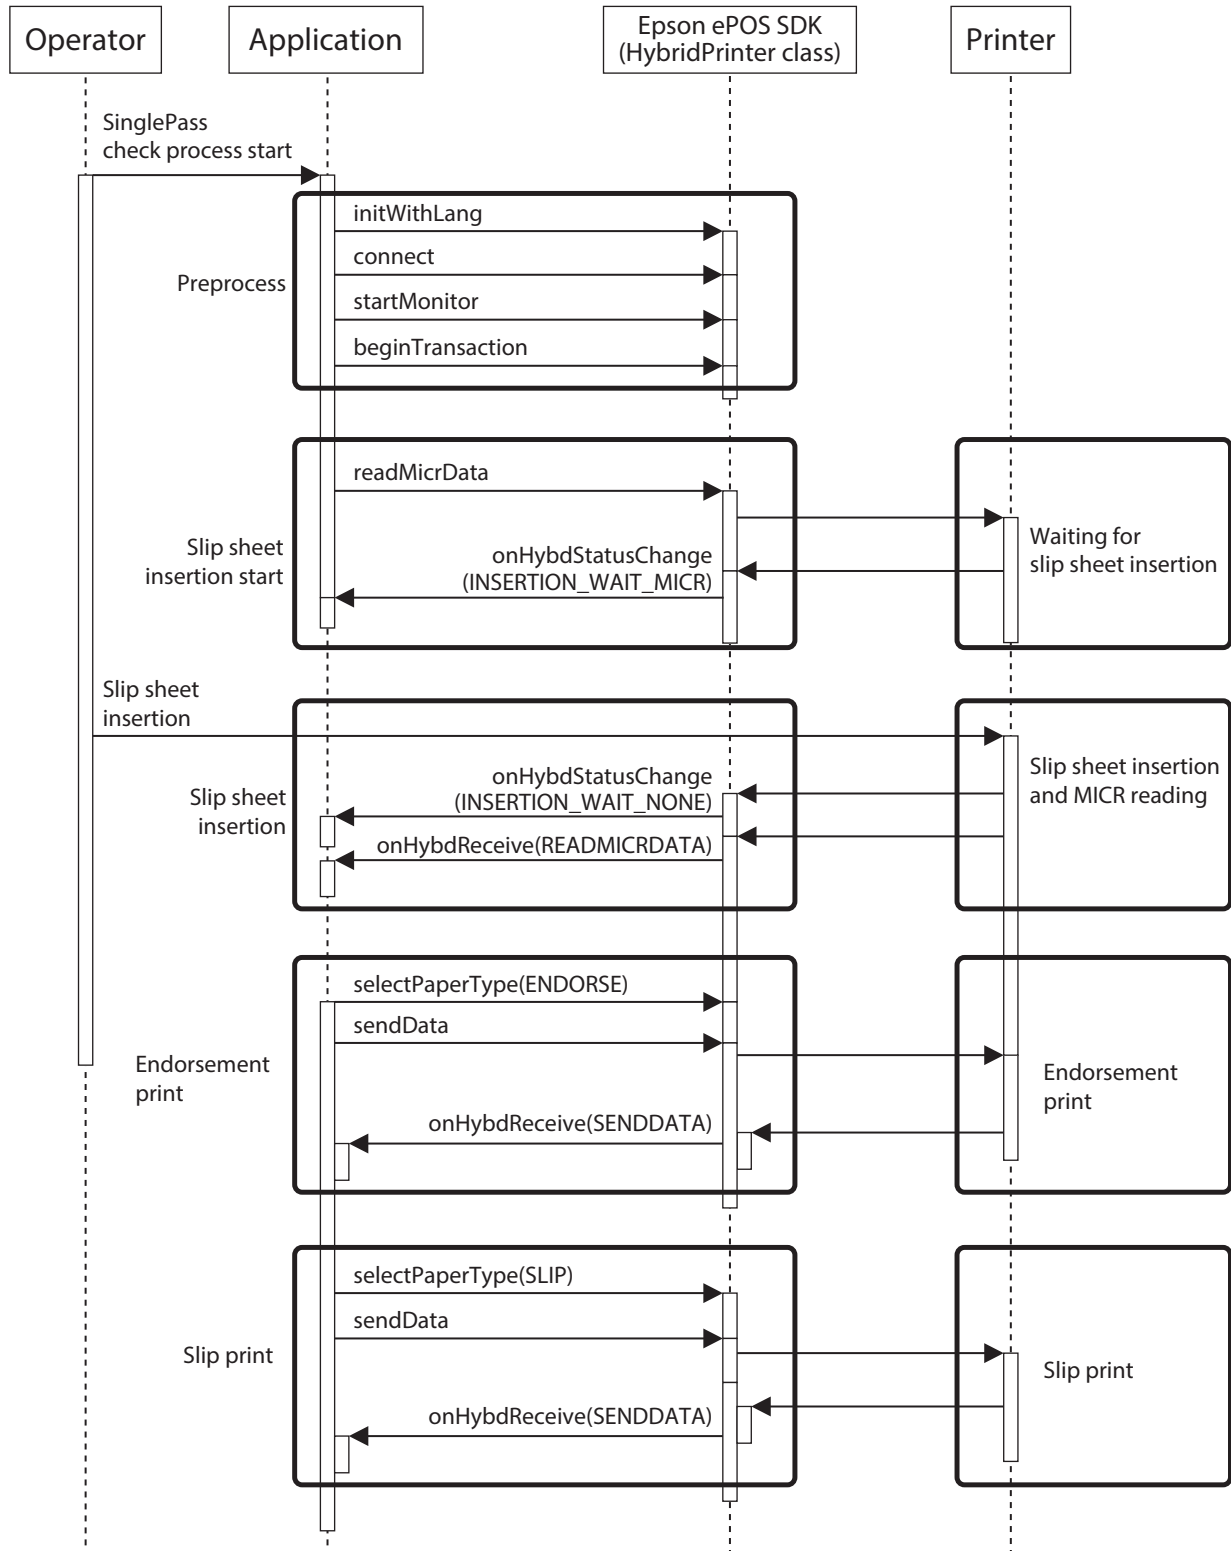 Operator
Application
Epson ePOS SDK
(HybridPrinter class)
Printer
SinglePass
check process start
initWithLang
connect
Preprocess
startMonitor
beginTransaction
readMicrData
Slip sheet
insertion start
onHybdStatusChange
(INSERTION_WAIT_MICR)
Waiting for
slip sheet insertion
Slip sheet
insertion
Slip sheet
insertion
onHybdStatusChange
(INSERTION_WAIT_NONE)
onHybdReceive(READMICRDATA)
Slip sheet insertion
and MICR reading
selectPaperType(ENDORSE)
sendData
Endorsement
print
onHybdReceive(SENDDATA)
Endorsement
print
selectPaperType(SLIP)
sendData
Slip print
onHybdReceive(SENDDATA)
Slip print